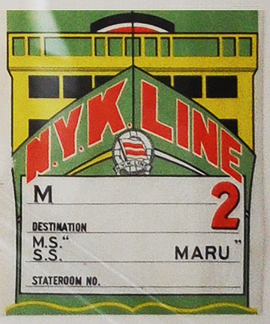 N.Y.K. LINE
M
2
DESTINATION
M.S.“
S.S. MARU”
STATEROOM NO.